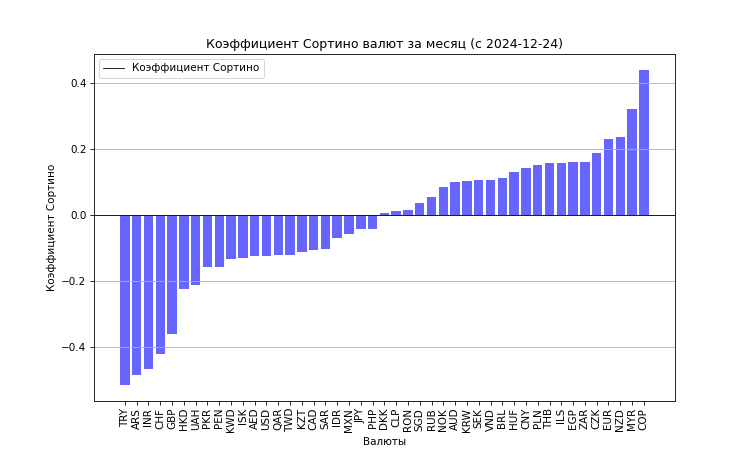 Коэффициент Сортино валют за месяц (с 2024-12-24)
Коэффициент Сортино
0.4
0.2
0.0
−0.2
−0.4
Коэффициент Сортино
TRY ARS INR CHF GBP HKD UAH PKR PEN KWD ISK AED USD QAR TWD KZT CAD SAR IDR MXN JPY PHP DKK CLP RON SGD RUB NOK AUD KRW SEK VND BRL HUF CNY PLN THB ILS EGP ZAR CZK EUR NZD MYR COP
Валюты